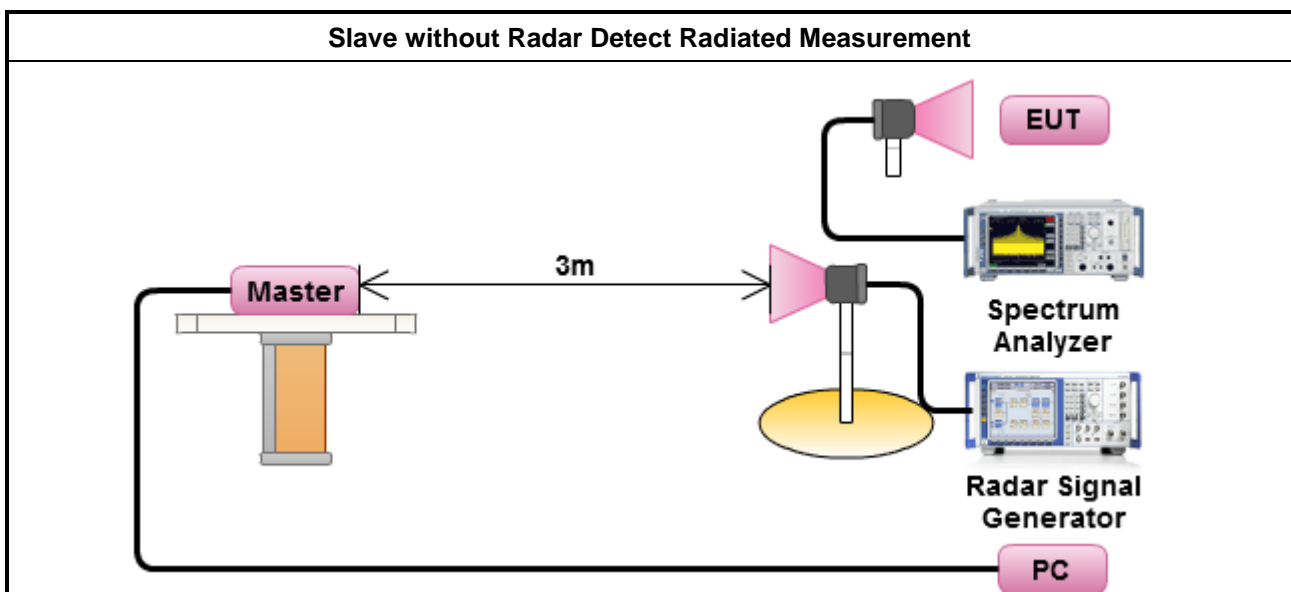 Slave without Radar Detect Radiated Measurement
EUT
3m
Master
Spectrum
Analyzer
Radar Signal
Generator
PC